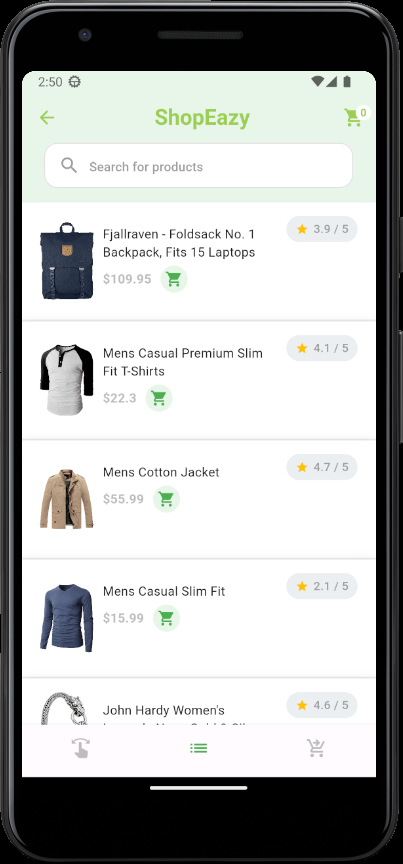 2:50
ShopEazy
0
Search for products
Fjallraven - Foldsack No. 1
Backpack, Fits 15 Laptops
3.9 / 5
$109.95
Mens Casual Premium Slim
Fit T-Shirts
4.1 / 5
$22.3
Mens Cotton Jacket
4.7 / 5
$55.99
Mens Casual Slim Fit
2.1 / 5
$15.99
John Hardy Women's
4.6 / 5